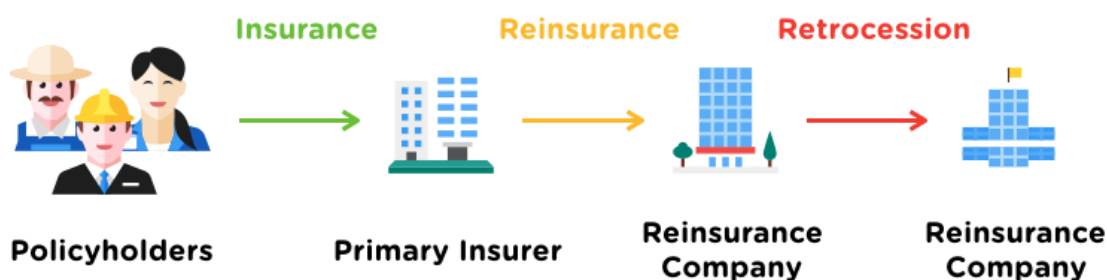 Insurance
Reinsurance
Retrocession
Policyholders
Primary Insurer
Reinsurance
Company
Reinsurance
Company